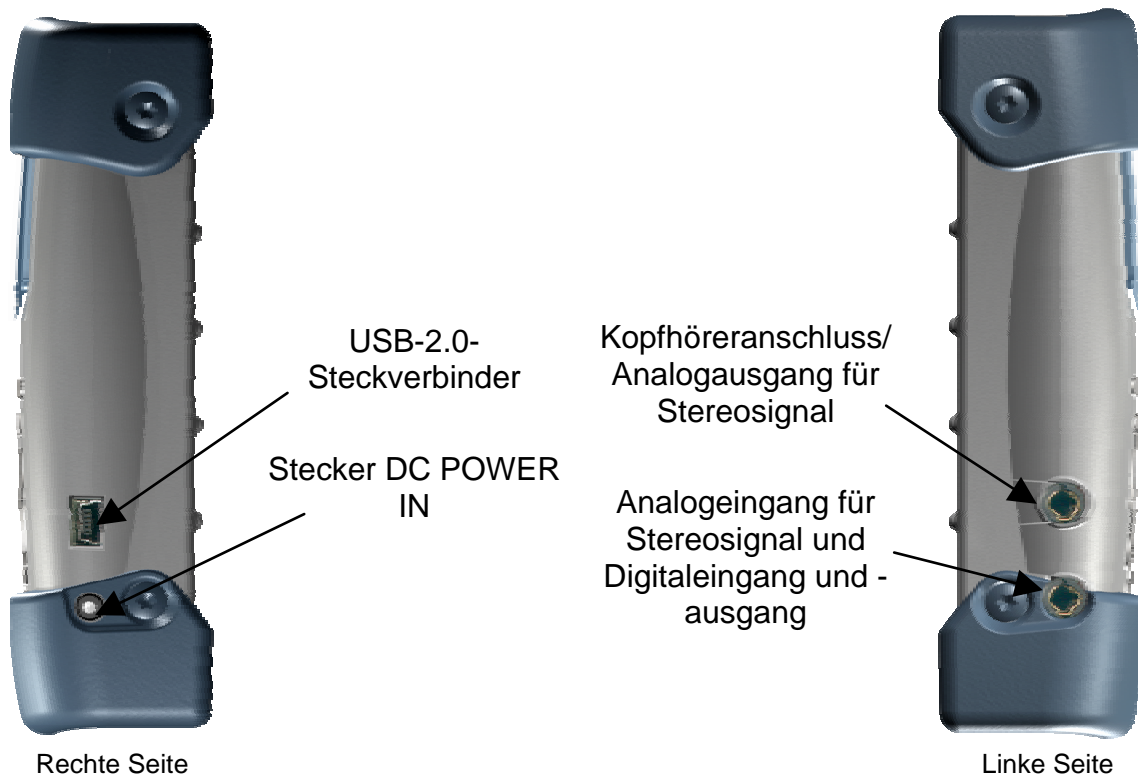 USB-2.0-
Steckverbinder
Stecker DC POWER
IN
Kopfhöreranschluss/
Analogausgang für
Stereosignal
Analogeingang für
Stereosignal und
Digitaleingang und -
ausgang
Rechte Seite
Linke Seite